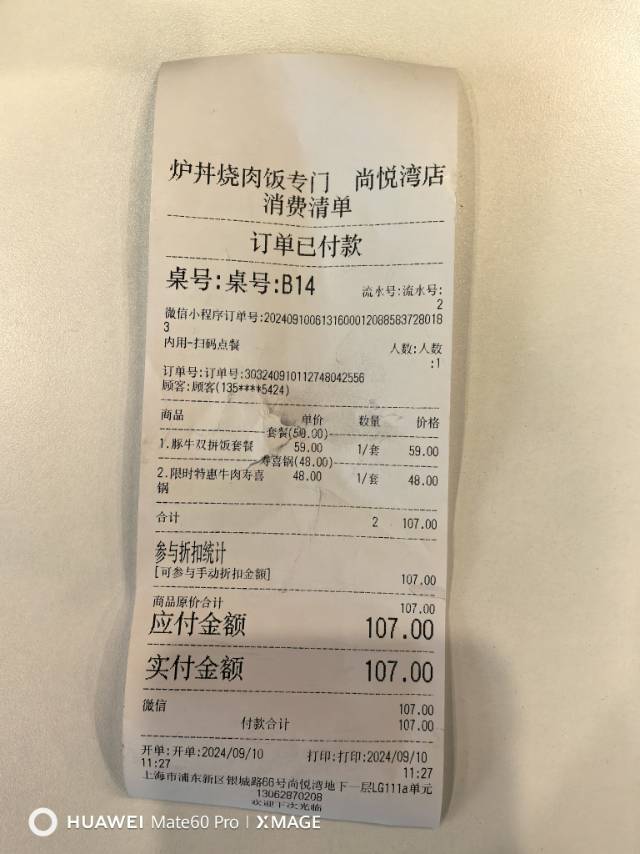 炉丼烧肉饭专门 尚悦湾店
消费清单
订单已付款
桌号:桌号:B14 流水号:流水号:
2
微信小程序订单号:2024091006131600012088583728018
3
内用-扫码点餐 人数:人数
:1
订单号:订单号:303240910112748042556
顾客:顾客(135****5424)
商品 单价 数量 价格
套餐(59.00)
1.豚牛双拼饭套餐 59.00 1/套 59.00
寿喜锅(48.00)
2.限时特惠牛肉寿喜 48.00 1/套 48.00
锅
合计 2 107.00
参与折扣统计
[可参与手动折扣金额] 107.00
商品原价合计 107.00
应付金额 107.00
实付金额 107.00
微信 107.00
付款合计 107.00
开单:开单:2024/09/10 打印:打印:2024/09/10
11:27 11:27
上海市浦东新区银城路66号尚悦湾地下一层LG111a单元
13062870208
欢迎下次光临
HUAWEI Mate60 Pro | XMAGE